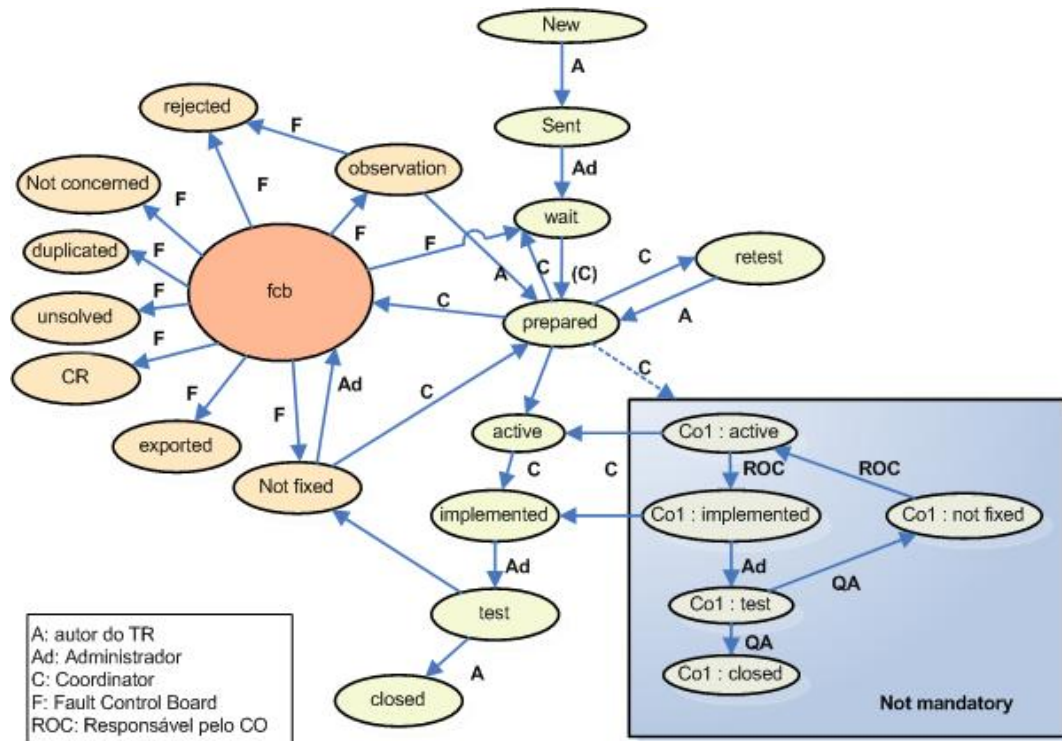 New
A
rejected
Sent
F
observation
Ad
Not concerned
F
F
wait
duplicated
F
F
F
A
C
(C)
C
retest
fcb
unsolved
F
C
prepared
A
F
CR
Ad
C
C
F
F
exported
active
Co1 : active
Not fixed
C
C
ROC
ROC
implemented
Co1 : implemented
Co1 : not fixed
Ad
Ad
QA
test
Co1 : test
A: autor do TR
Ad: Administrador
C: Coordinator
F: Fault Control Board
ROC: Responsável pelo CO
A
QA
closed
Co1 : closed
Not mandatory